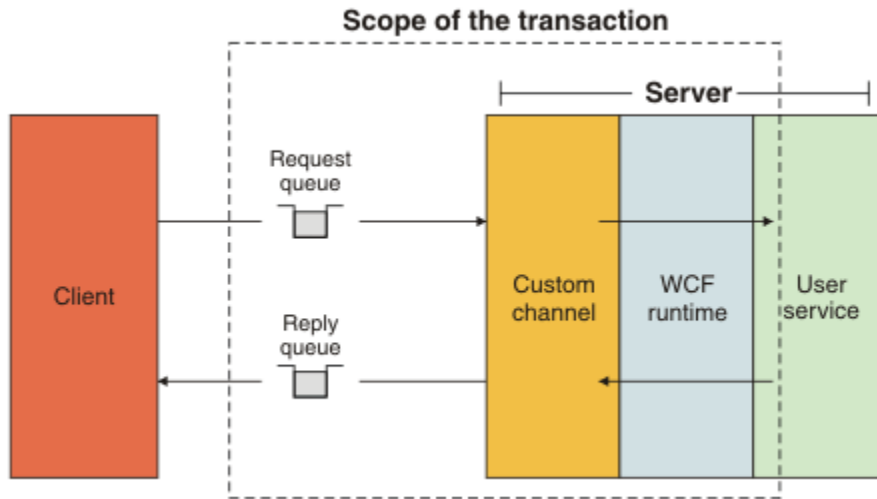 Scope of the transaction
Server
Request
queue
Client
Custom
channel
WCF
runtime
User
service
Reply
queue